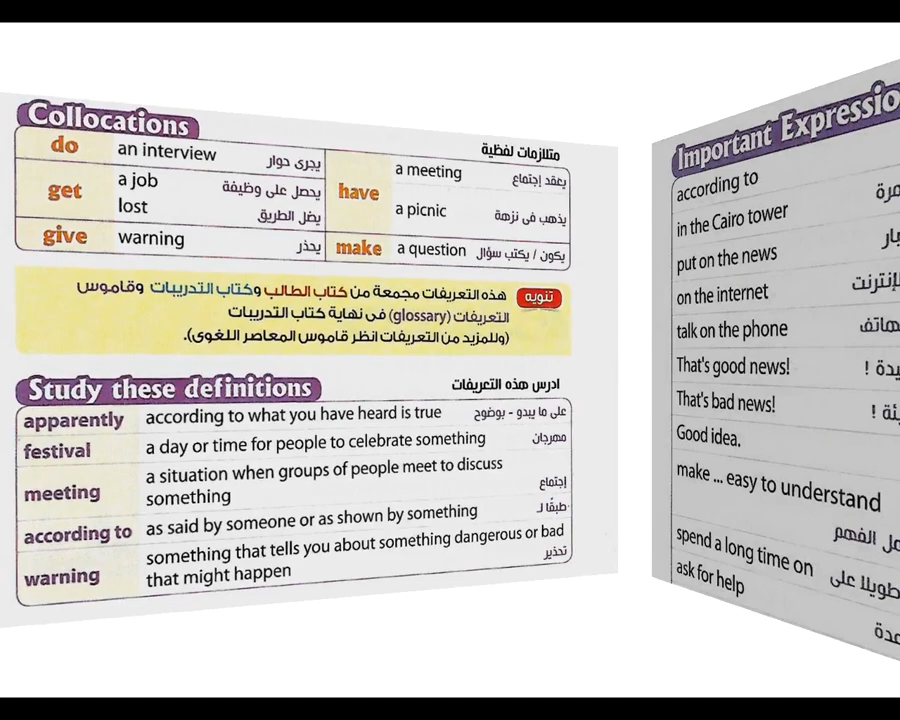 Collocations
متلازمات لفظية
do an interview يجرى حوار
get a job يحصل على وظيفة
lost يضل الطريق
give warning يحذر
have a meeting يعقد إجتماع
a picnic يذهب فى نزهة
make a question يكون / يكتب سؤال
تنويه
هذه التعريفات مجمعة من كتاب الطالب وكتاب التدريبات وقاموس
التعريفات (glossary) فى نهاية كتاب التدريبات
(وللمزيد من التعريفات انظر قاموس المعاصر اللغوى).
Study these definitions
ادرس هذه التعريفات
apparently according to what you have heard is true على ما يبدو - بوضوح
festival a day or time for people to celebrate something مهرجان
meeting a situation when groups of people meet to discuss
something إجتماع
according to as said by someone or as shown by something طبقًا لـ
warning something that tells you about something dangerous or bad
that might happen تحذير
Important
according to
in the Cairo tower
put on the news
on the internet
talk on the phone
That's good news!
That's bad news!
Good idea.
make ... easy to understand
الفهم
spend a long time on
على
ask for help